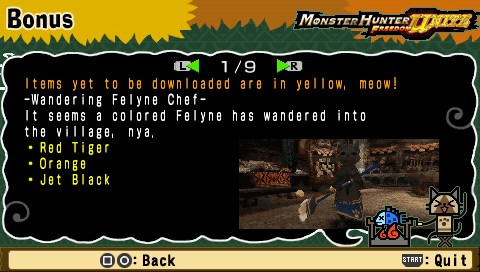 Bonus
MONSTER HUNTER
FREEDOM UNITE
L 1/9 R
Items yet to be downloaded are in yellow, meow!
-Wandering Felyne Chef-
It seems a colored Felyne has wandered into
the village, nya.
・Red Tiger
・Orange
・Jet Black
□○: Back
START: Quit